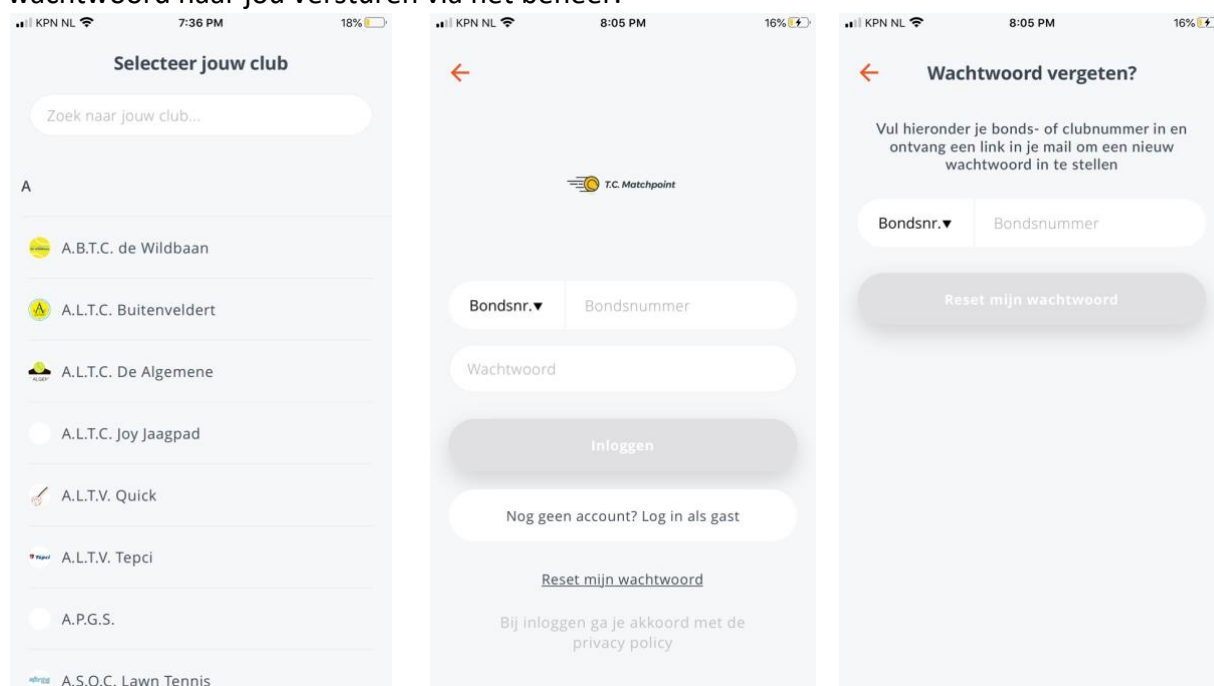 wachtwoord naar jou versturen via het beheer.
KPN NL 7:36 PM 18%
Selecteer jouw club
Zoek naar jouw club...
A
A.B.T.C. de Wildbaan
A.L.T.C. Buitenveldert
A.L.T.C. De Algemene
A.L.T.C. Joy Jaagpad
A.L.T.V. Quick
A.L.T.V. Tepci
A.P.G.S.
A.S.O.C. Lawn Tennis
KPN NL 8:05 PM 16%
T.C. Matchpoint
Bondsnr.▼ Bondsnummer
Wachtwoord
Inloggen
Nog geen account? Log in als gast
Reset mijn wachtwoord
Bij inloggen ga je akkoord met de
privacy policy
KPN NL 8:05 PM 16%
Wachtwoord vergeten?
Vul hieronder je bonds- of clubnummer in en
ontvang een link in je mail om een nieuw
wachtwoord in te stellen
Bondsnr.▼ Bondsnummer
Reset mijn wachtwoord